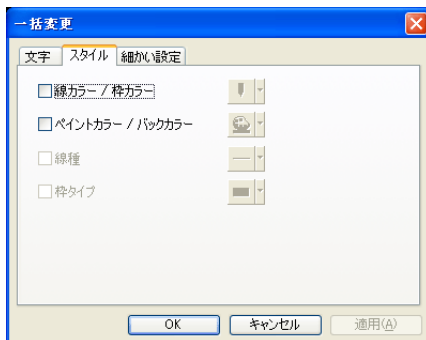 一括変更
文字 スタイル 細かい設定
線カラー / 枠カラー
ペイントカラー / バックカラー
線種
枠タイプ
OK キャンセル 適用(A)